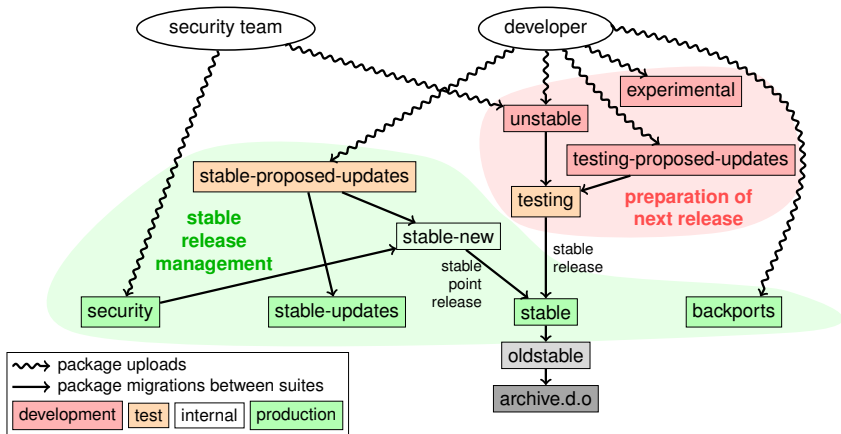 security team
developer
experimental
unstable
testing-proposed-updates
stable-proposed-updates
testing
preparation of
next release
stable
release
management
stable-new
stable
release
stable
point
release
security
stable-updates
stable
backports
oldstable
archive.d.o
package uploads
package migrations between suites
development
test
internal
production